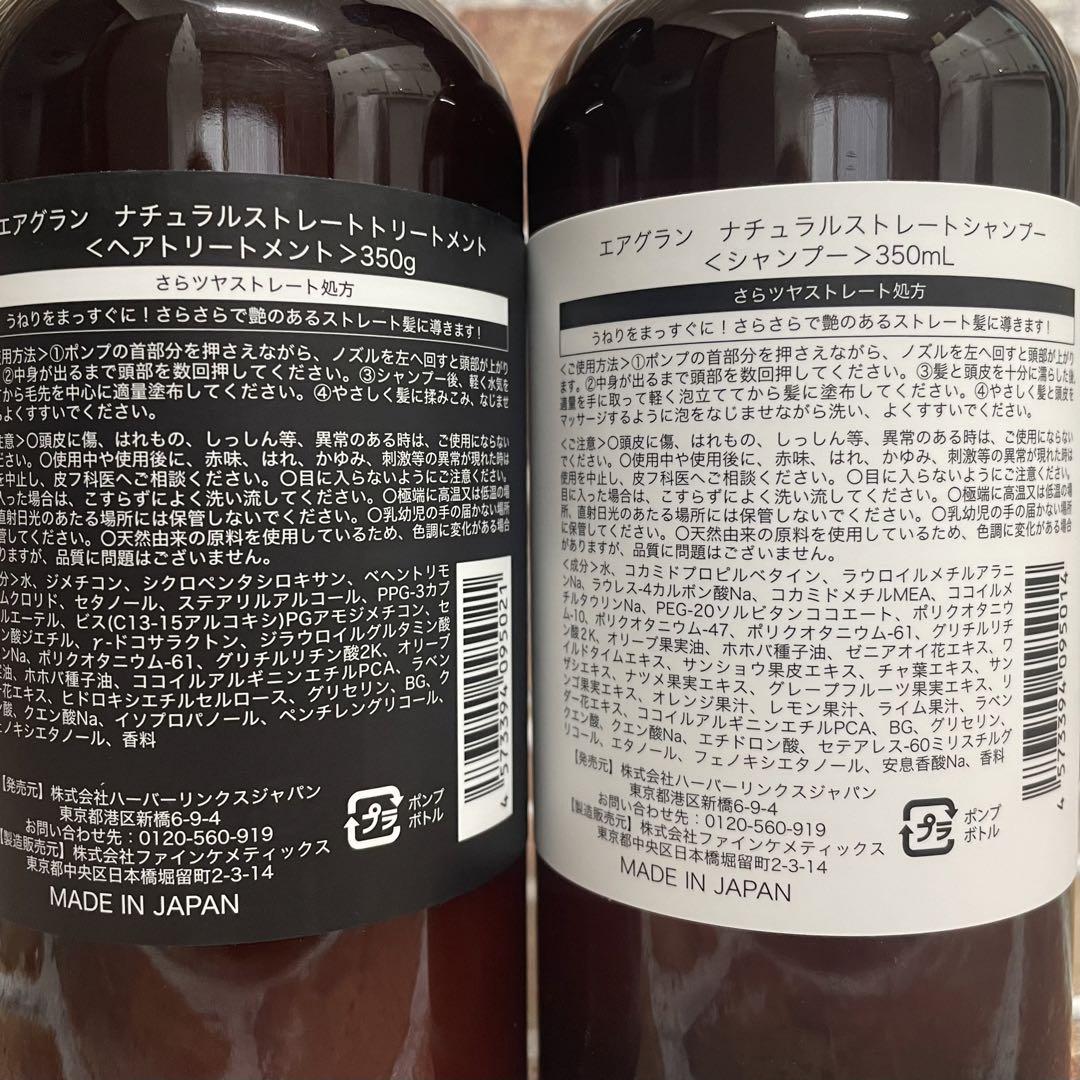 エアグラン ナチュラルストレートトリートメント
<ヘアトリートメント>350g
さらツヤストレート処方
うねりをまっすぐに!さらさらで艶のあるストレート髪に導きます!
使用方法>①ポンプの首部分を押さえながら、ノズルを左へ回すと頭部が上がり
②中身が出るまで頭部を数回押してください。③シャンプー後、軽く水気を
てから毛先を中心に適量塗布してください。④やさしく髪に揉みこみ、なじませ
よくすすいでください。
注意>〇頭皮に傷、はれもの、しっしん等、異常のある時は、ご使用にならない
ださい。〇使用中や使用後に、赤味、はれ、かゆみ、刺激等の異常が現れた時は
を中止し、皮フ科医へご相談ください。〇目に入らないようにご注意ください。
入った場合は、こすらずによく洗い流してください。〇極端に高温又は低温の場
直射日光のあたる場所には保管しないでください。〇乳幼児の手の届かない場所
管してください。〇天然由来の原料を使用しているため、色調に変化がある場合
りますが、品質に問題はございません。
分>水、ジメチコン、シクロペンタシロキサン、ベヘントリモ
ムクロリド、セタノール、ステアリルアルコール、PPG-3カプ
ルエーテル、ビス(C13-15アルコキシ)PGアモジメチコン、セ
ン酸ジエチル、γ-ドコサラクトン、ジラウロイルグルタミン酸
ンNa、ポリクオタニウム-61、グリチルリチン酸2K、オリーブ
実油、ホホバ種子油、ココイルアルギニンエチルPCA、ラベン
ー花エキス、ヒドロキシエチルセルロース、グリセリン、BG、ク
ン酸、クエン酸Na、イソプロパノール、ペンチレングリコール、
ェノキシエタノール、香料
【発売元】株式会社ハーバーリンクスジャパン
東京都港区新橋6-9-4
お問い合わせ先:0120-560-919
【製造販売元】株式会社ファインケメティックス
東京都中央区日本橋堀留町2-3-14
MADE IN JAPAN
プラ
ポンプ
ボトル
4 573394 095021
エアグラン ナチュラルストレートシャンプー
<シャンプー>350mL
さらツヤストレート処方
うねりをまっすぐに!さらさらで艶のあるストレート髪に導きます!
<ご使用方法>①ポンプの首部分を押さえながら、ノズルを左へ回すと頭部が上がり
ます。②中身が出るまで頭部を数回押してください。③髪と頭皮を十分に濡らした後、
適量を手に取って軽く泡立ててから髪に塗布してください。④やさしく髪と頭皮を
マッサージするように泡をなじませながら洗い、よくすすいでください。
<ご注意>〇頭皮に傷、はれもの、しっしん等、異常のある時は、ご使用にならない
でください。〇使用中や使用後に、赤味、はれ、かゆみ、刺激等の異常が現れた時は
使用を中止し、皮フ科医へご相談ください。〇目に入らないようにご注意ください。
目に入った場合は、こすらずによく洗い流してください。〇極端に高温又は低温の場
所、直射日光のあたる場所には保管しないでください。〇乳幼児の手の届かない場所
に保管してください。〇天然由来の原料を使用しているため、色調に変化がある場合
がありますが、品質に問題はございません。
<成分>水、コカミドプロピルベタイン、ラウロイルメチルアラニ
ンNa、ラウレス-4カルボン酸Na、コカミドメチルMEA、ココイルメ
チルタウリンNa、PEG-20ソルビタンココエート、ポリクオタニウ
ム-10、ポリクオタニウム-47、ポリクオタニウム-61、グリチルリ
チン酸2K、オリーブ果実油、ホホバ種子油、ゼニアオイ花エキス、ワ
イルドタイムエキス、サンショウ果皮エキス、チャ葉エキス、サン
ザシエキス、ナツメ果実エキス、グレープフルーツ果実エキス、リ
ンゴ果実エキス、オレンジ果汁、レモン果汁、ライム果汁、ラベン
ダー花エキス、ココイルアルギニンエチルPCA、BG、グリセリン、
クエン酸、クエン酸Na、エチドロン酸、セテアレス-60ミリスチルグ
リコール、エタノール、フェノキシエタノール、安息香酸Na、香料
【発売元】株式会社ハーバーリンクスジャパン
東京都港区新橋6-9-4
お問い合わせ先:0120-560-919
【製造販売元】株式会社ファインケメティックス
東京都中央区日本橋堀留町2-3-14
MADE IN JAPAN
プラ
ポンプ
ボトル
4 573394 095014